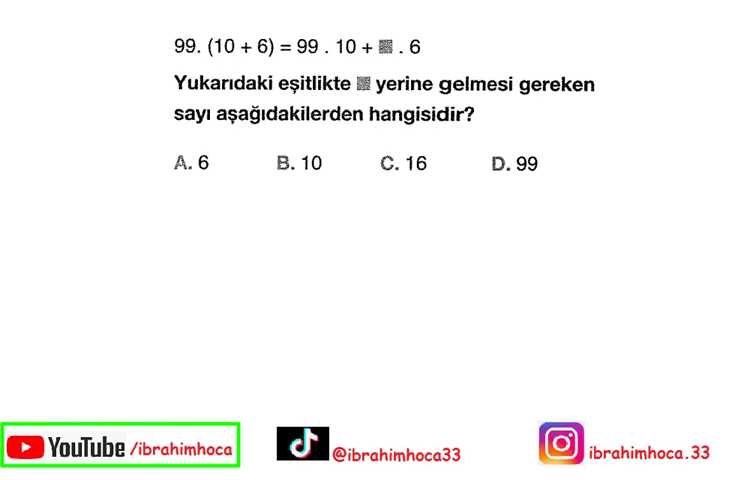 99. (10 + 6) = 99 . 10 + ▩ . 6
Yukarıdaki eşitlikte ▩ yerine gelmesi gereken
sayı aşağıdakilerden hangisidir?
A. 6 B. 10 C. 16 D. 99
YouTube /ibrahimhoca @ibrahimhoca33 ibrahimhoca.33